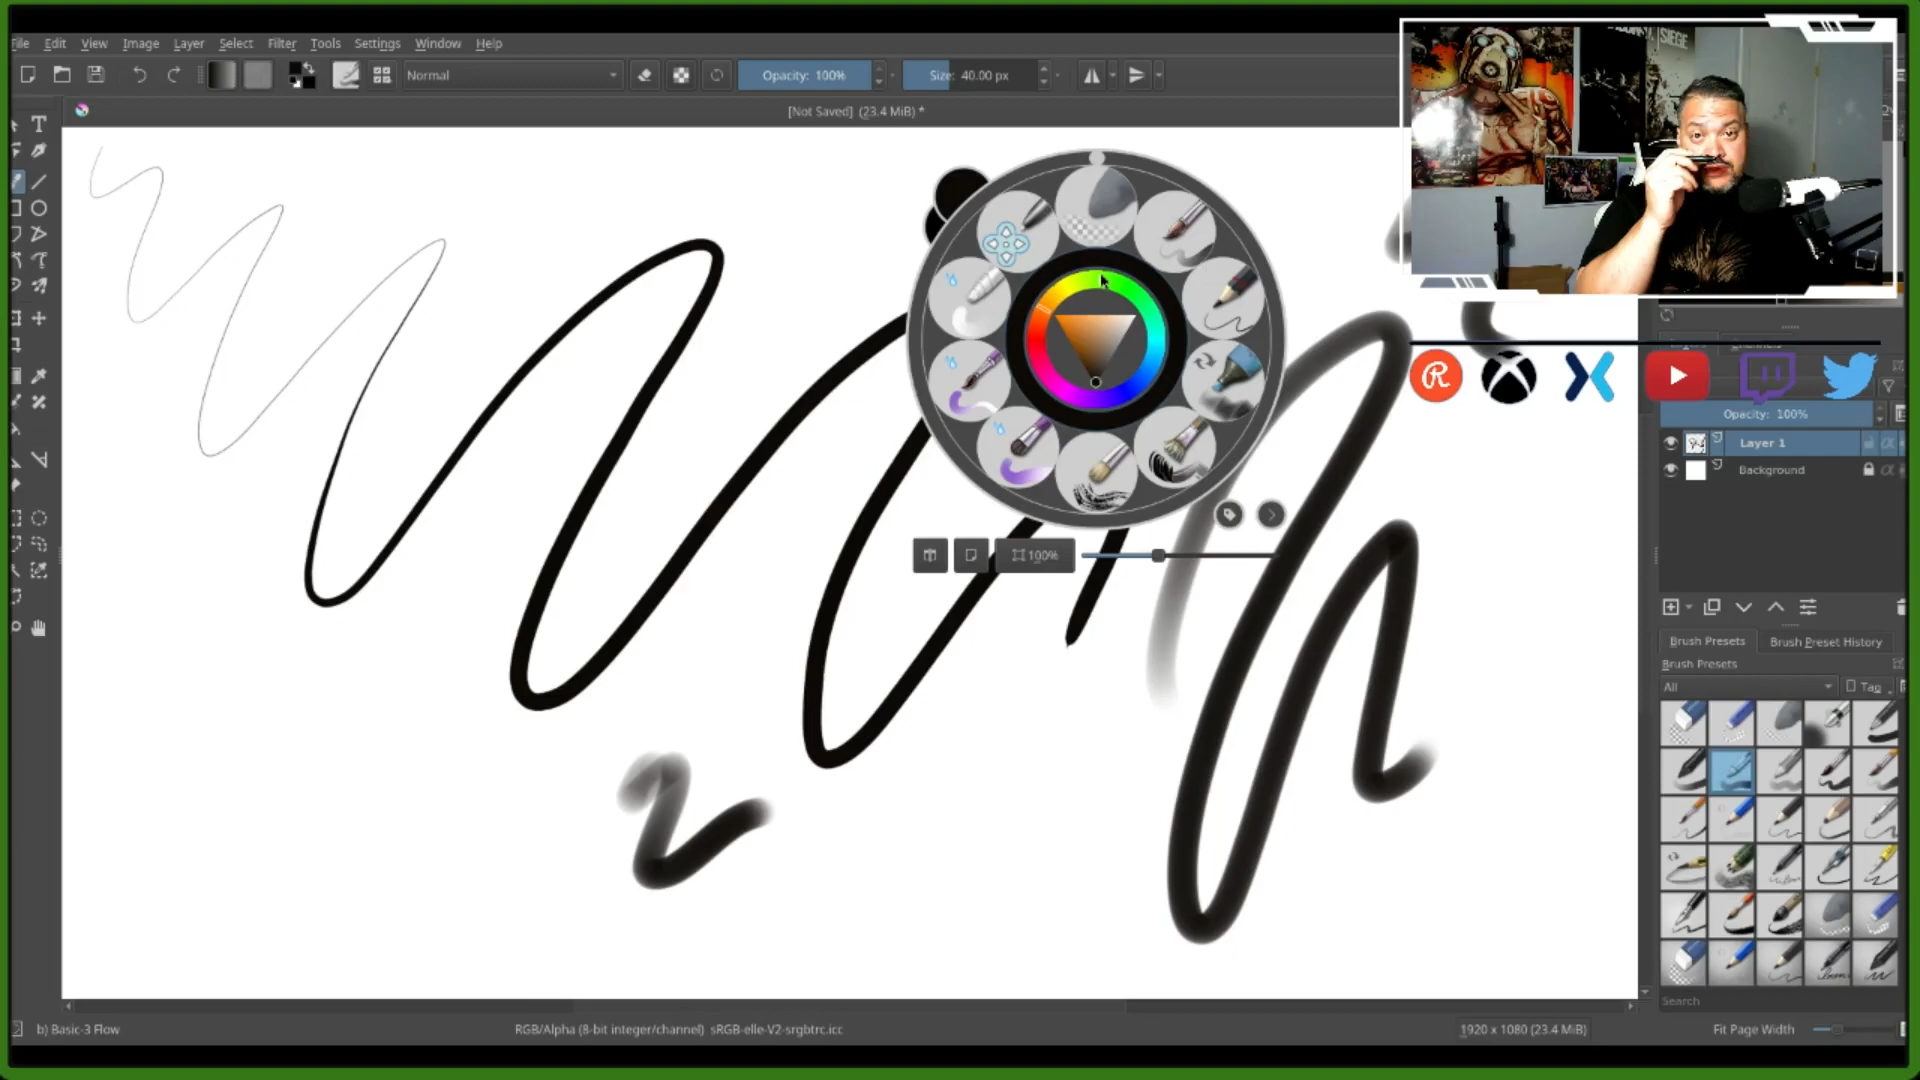 File Edit View Image Layer Select Filter Tools Settings Window Help
Normal
Opacity: 100%
Size: 40.00 px
[Not Saved] (23.4 MiB) *
SIEGE
100%
Opacity: 100%
Layer 1
Background
Brush Presets Brush Preset History
Brush Presets
All
Tag
Search
b) Basic-3 Flow
RGB/Alpha (8-bit integer/channel) sRGB-elle-V2-srgbtrc.icc
1920 x 1080 (23.4 MiB)
Fit Page Width